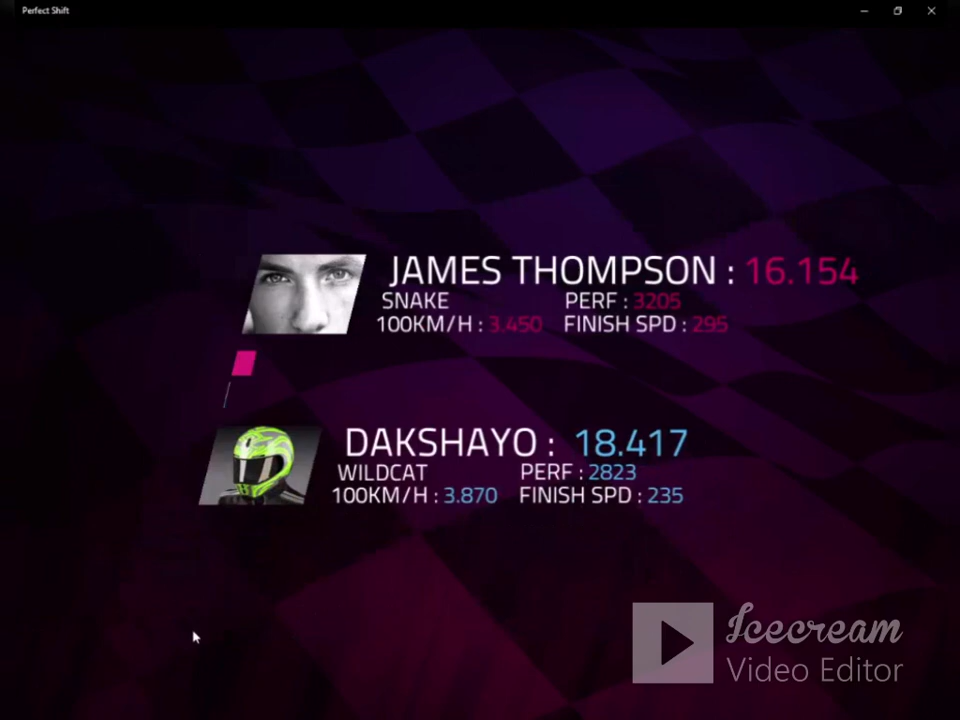 Perfect Shift
JAMES THOMPSON : 16.154
SNAKE PERF : 3205
100KM/H : 3.450 FINISH SPD : 295
DAKSHAYO : 18.417
WILDCAT PERF : 2823
100KM/H : 3.870 FINISH SPD : 235
Icecream
Video Editor